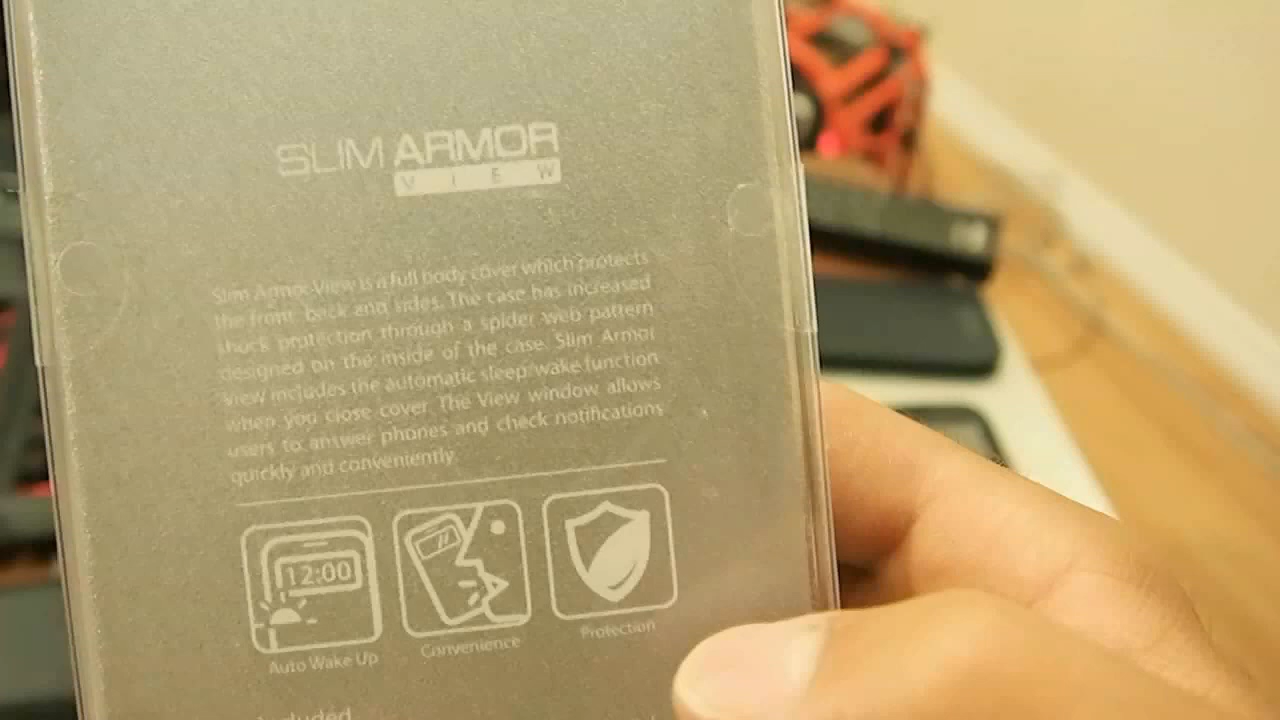 SLIM ARMOR
VIEW
Slim Armor View is a full body cover which protects
the front, back and sides. The case has increased
shock protection through a spider web pattern
designed on the inside of the case. Slim Armor
View includes the automatic sleep/wake function
when you close cover. The View window allows
users to answer phones and check notifications
quickly and conveniently.
12:00
Auto Wake Up
Convenience
Protection
Included